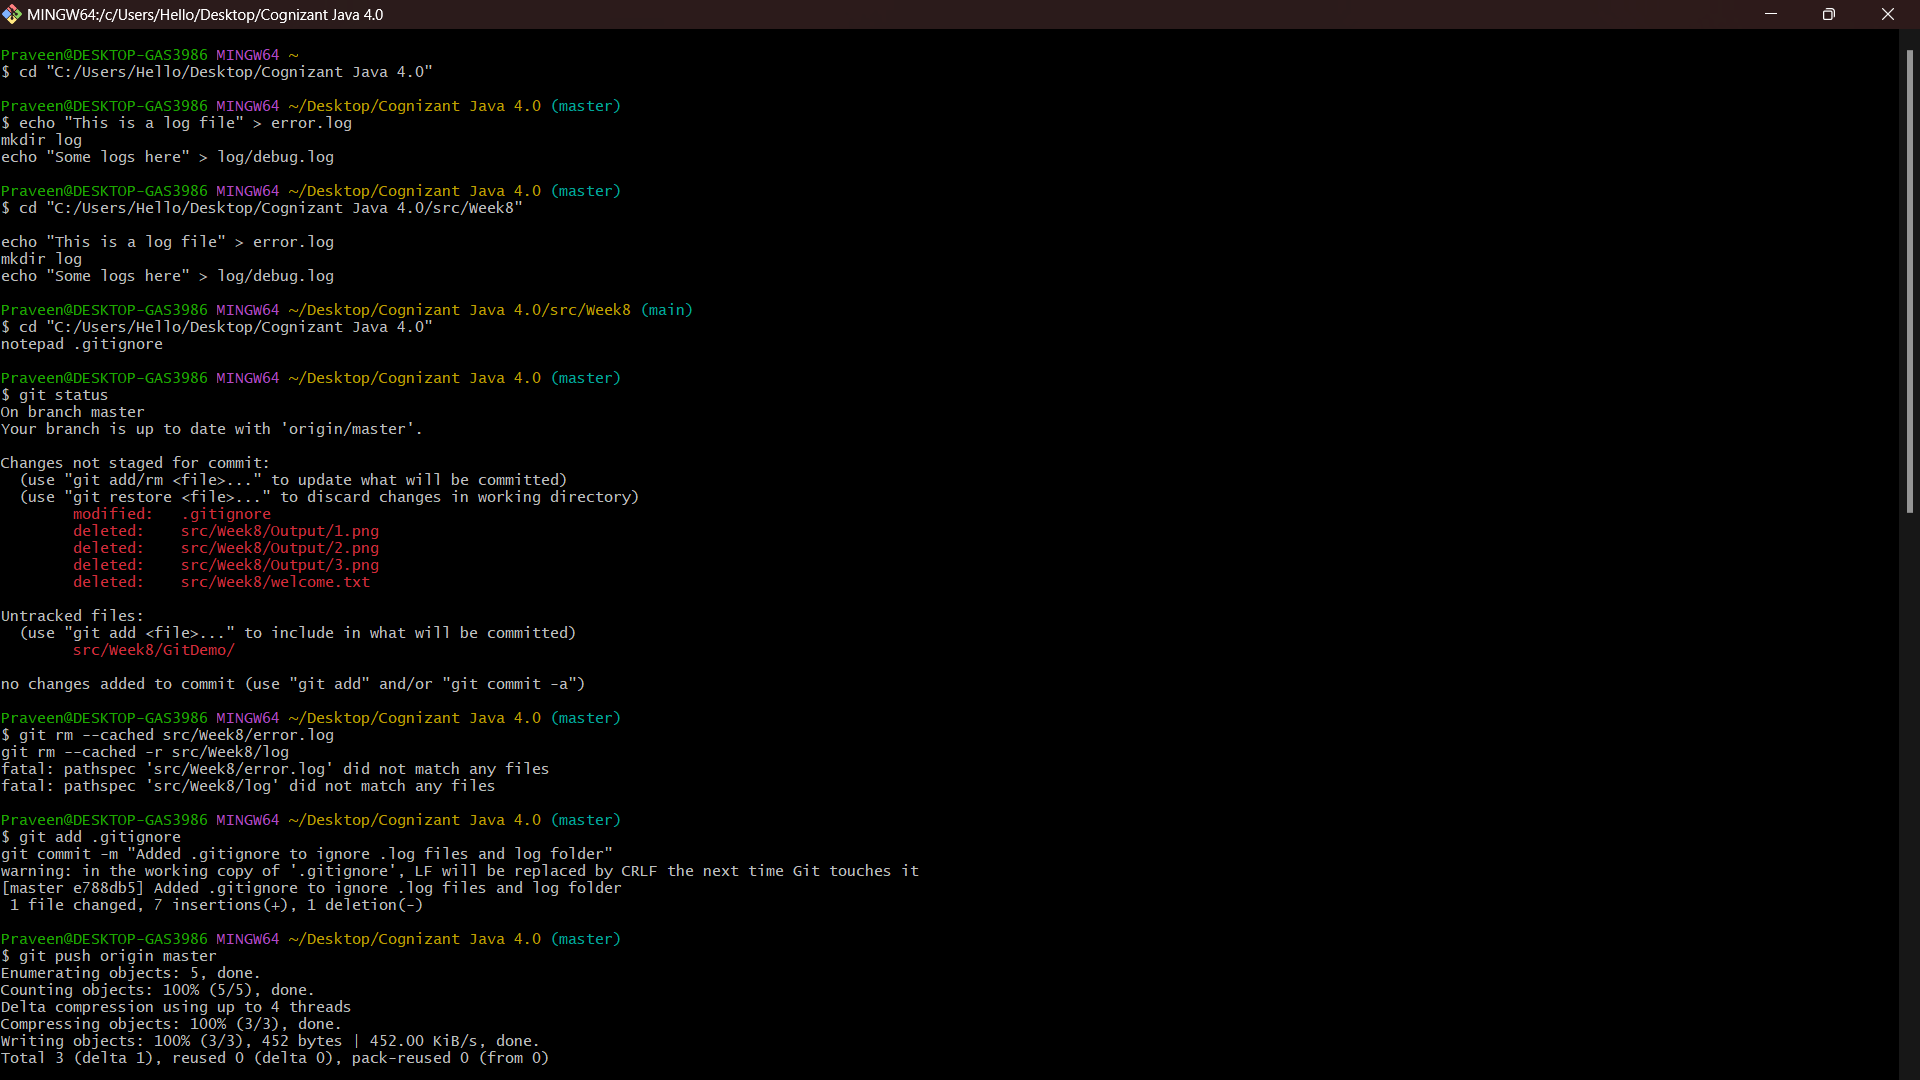 MINGW64:/c/Users/Hello/Desktop/Cognizant Java 4.0
Praveen@DESKTOP-GAS3986 MINGW64 ~
$ cd "C:/Users/Hello/Desktop/Cognizant Java 4.0"
Praveen@DESKTOP-GAS3986 MINGW64 ~/Desktop/Cognizant Java 4.0 (master)
$ echo "This is a log file" > error.log
mkdir log
echo "Some logs here" > log/debug.log
Praveen@DESKTOP-GAS3986 MINGW64 ~/Desktop/Cognizant Java 4.0 (master)
$ cd "C:/Users/Hello/Desktop/Cognizant Java 4.0/src/Week8"
echo "This is a log file" > error.log
mkdir log
echo "Some logs here" > log/debug.log
Praveen@DESKTOP-GAS3986 MINGW64 ~/Desktop/Cognizant Java 4.0/src/Week8 (main)
$ cd "C:/Users/Hello/Desktop/Cognizant Java 4.0"
notepad .gitignore
Praveen@DESKTOP-GAS3986 MINGW64 ~/Desktop/Cognizant Java 4.0 (master)
$ git status
On branch master
Your branch is up to date with 'origin/master'.
Changes not staged for commit:
  (use "git add/rm <file>..." to update what will be committed)
  (use "git restore <file>..." to discard changes in working directory)
        modified:   .gitignore
        deleted:    src/Week8/Output/1.png
        deleted:    src/Week8/Output/2.png
        deleted:    src/Week8/Output/3.png
        deleted:    src/Week8/welcome.txt
Untracked files:
  (use "git add <file>..." to include in what will be committed)
        src/Week8/GitDemo/
no changes added to commit (use "git add" and/or "git commit -a")
Praveen@DESKTOP-GAS3986 MINGW64 ~/Desktop/Cognizant Java 4.0 (master)
$ git rm --cached src/Week8/error.log
git rm --cached -r src/Week8/log
fatal: pathspec 'src/Week8/error.log' did not match any files
fatal: pathspec 'src/Week8/log' did not match any files
Praveen@DESKTOP-GAS3986 MINGW64 ~/Desktop/Cognizant Java 4.0 (master)
$ git add .gitignore
git commit -m "Added .gitignore to ignore .log files and log folder"
warning: in the working copy of '.gitignore', LF will be replaced by CRLF the next time Git touches it
[master e788db5] Added .gitignore to ignore .log files and log folder
 1 file changed, 7 insertions(+), 1 deletion(-)
Praveen@DESKTOP-GAS3986 MINGW64 ~/Desktop/Cognizant Java 4.0 (master)
$ git push origin master
Enumerating objects: 5, done.
Counting objects: 100% (5/5), done.
Delta compression using up to 4 threads
Compressing objects: 100% (3/3), done.
Writing objects: 100% (3/3), 452 bytes | 452.00 KiB/s, done.
Total 3 (delta 1), reused 0 (delta 0), pack-reused 0 (from 0)